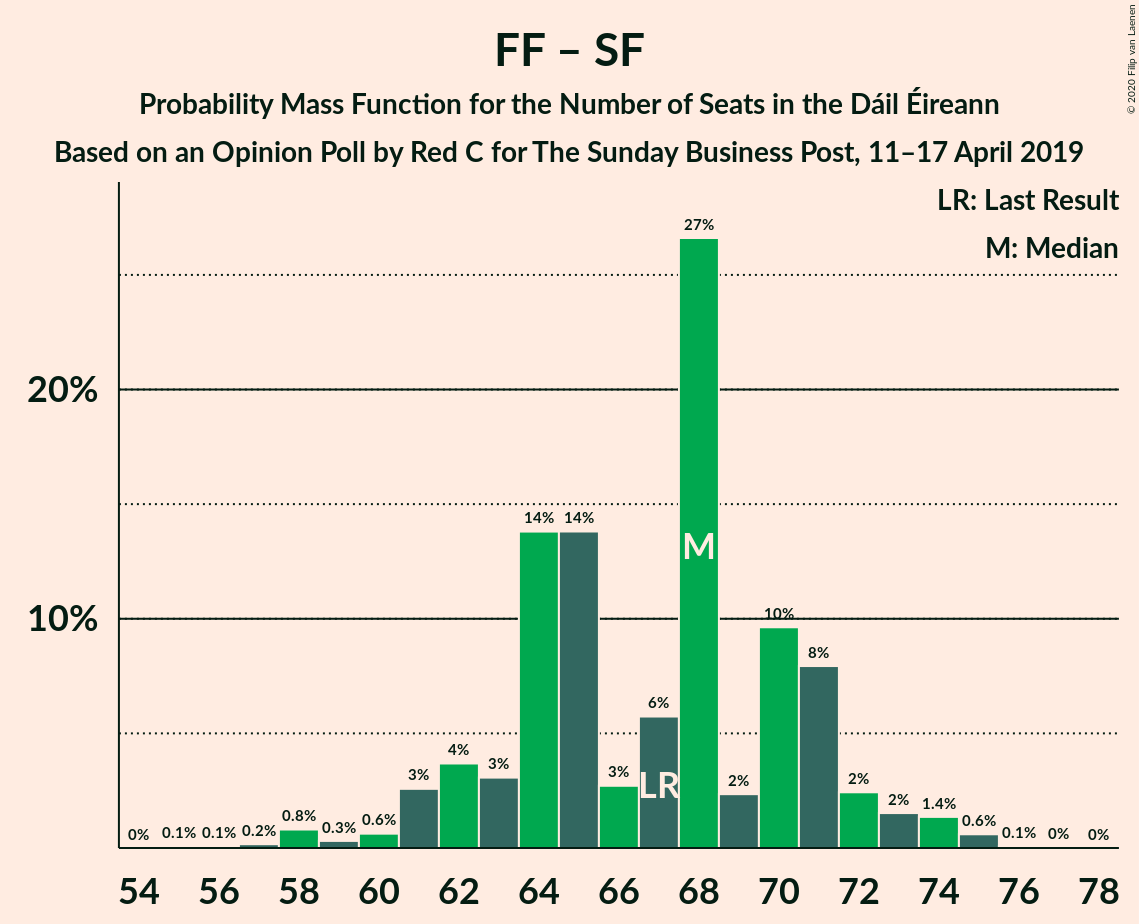 FF – SF
Probability Mass Function for the Number of Seats in the Dáil Éireann
Based on an Opinion Poll by Red C for The Sunday Business Post, 11–17 April 2019
© 2020 Filip van Laenen
LR: Last Result
M: Median
20%
10%
0% 0.1% 0.1% 0.2% 0.8% 0.3% 0.6% 3% 4% 3% 14% 14% 3% 6% 27% 2% 10% 8% 2% 2% 1.4% 0.6% 0.1% 0% 0%
M
LR
54 56 58 60 62 64 66 68 70 72 74 76 78